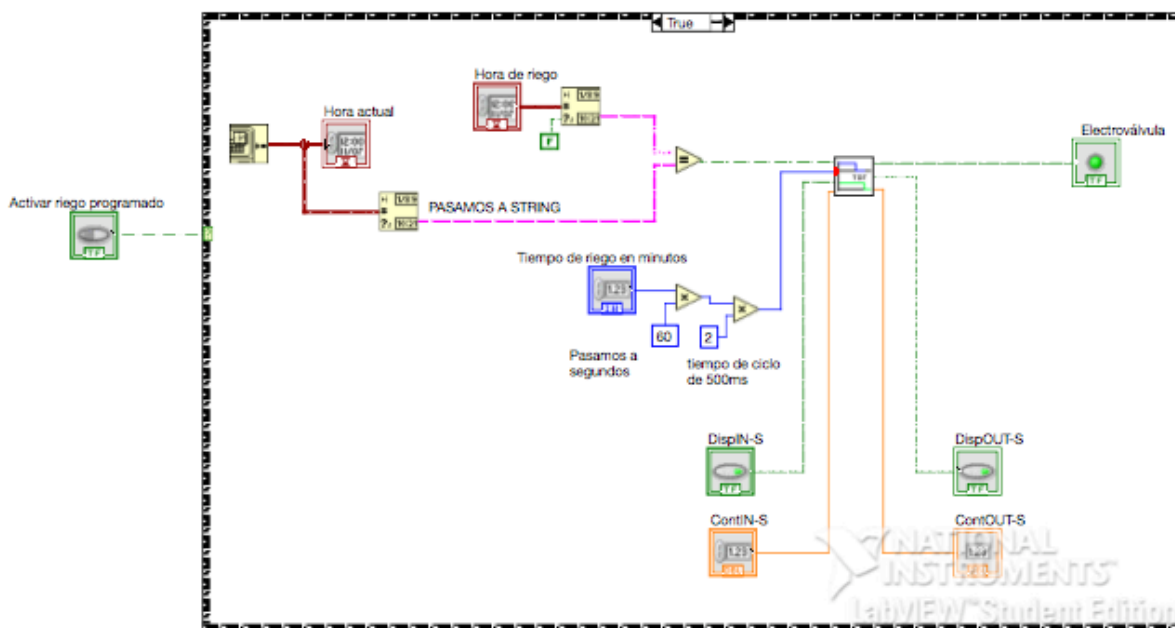 True
Hora de riego
Hora actual
Electroválvula
PASAMOS A STRING
Activar riego programado
Tiempo de riego en minutos
60
2
Pasamos a
segundos
tiempo de ciclo
de 500ms
DispIN-S
DispOUT-S
ContIN-S
ContOUT-S
NATIONAL
INSTRUMENTS
LabVIEW™ Student Edition